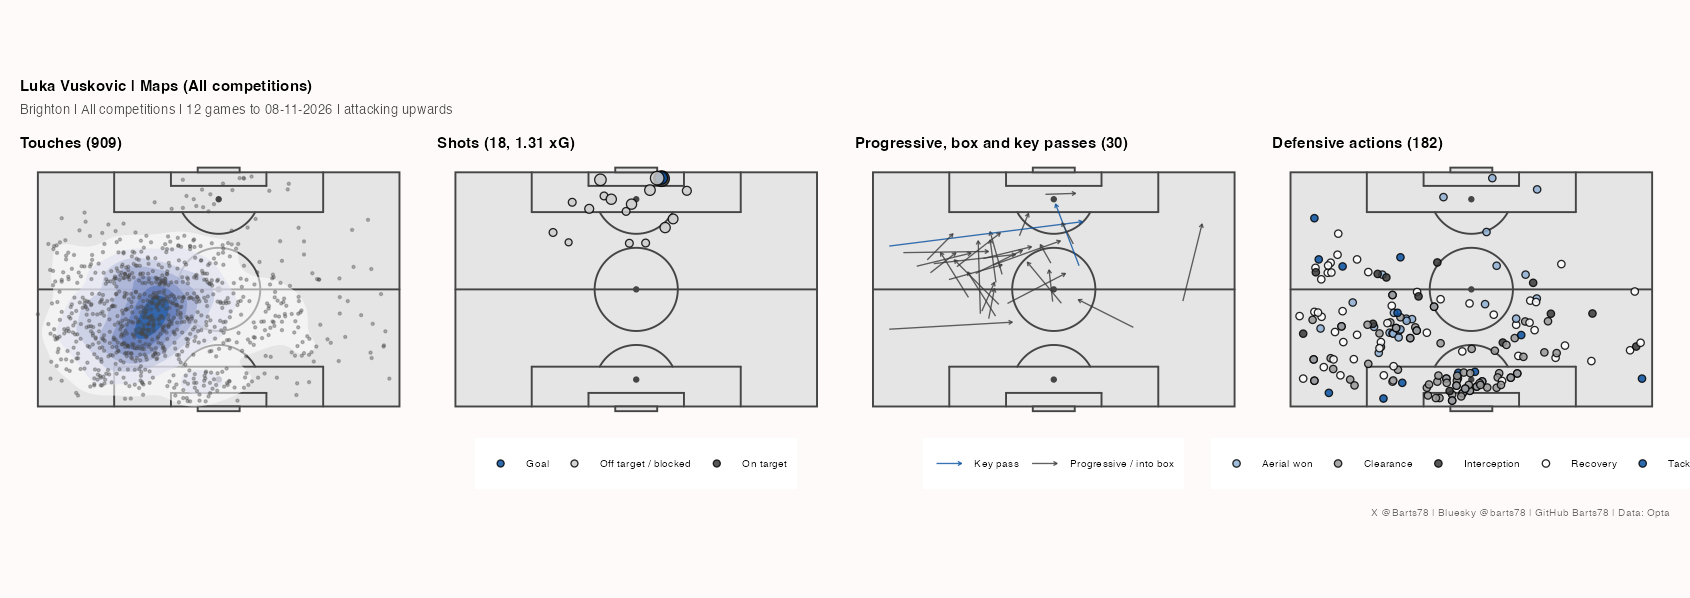 Luka Vuskovic | Maps (All competitions)
Brighton | All competitions | 12 games to 08-11-2026 | attacking upwards
Touches (909)
Shots (18, 1.31 xG)
Progressive, box and key passes (30)
Defensive actions (182)
Goal
Off target / blocked
On target
Key pass
Progressive / into box
Aerial won
Clearance
Interception
Recovery
Tack
X @Barts78 | Bluesky @barts78 | GitHub Barts78 | Data: Opta